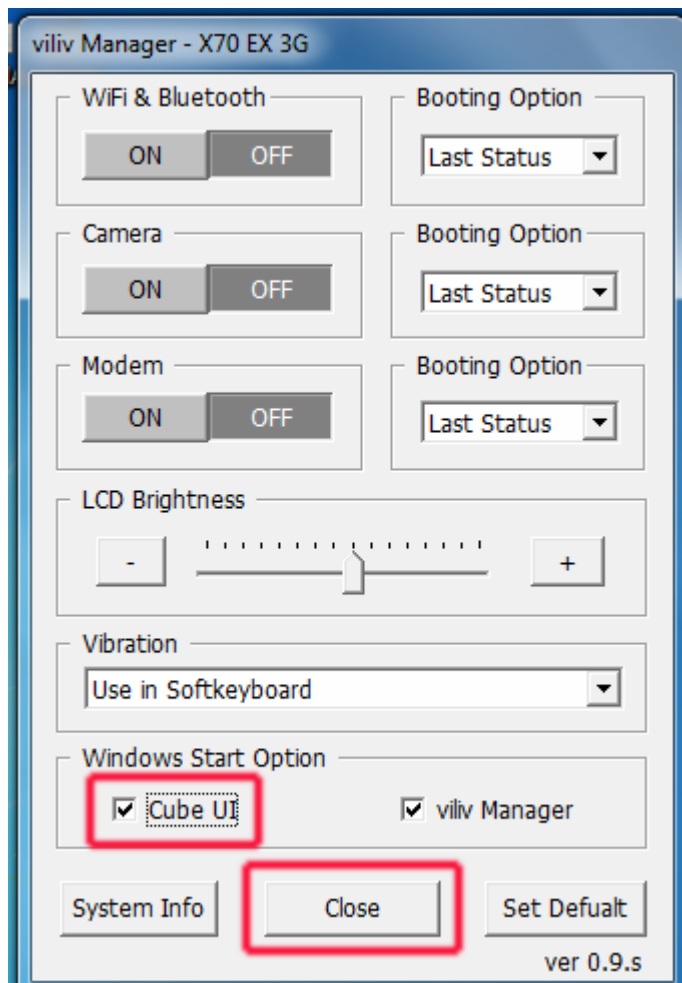 viliv Manager - X70 EX 3G
WiFi & Bluetooth
Booting Option
ON OFF
Last Status
Camera
Booting Option
ON OFF
Last Status
Modem
Booting Option
ON OFF
Last Status
LCD Brightness
- +
Vibration
Use in Softkeyboard
Windows Start Option
Cube UI
viliv Manager
System Info
Close
Set Defualt
ver 0.9.s